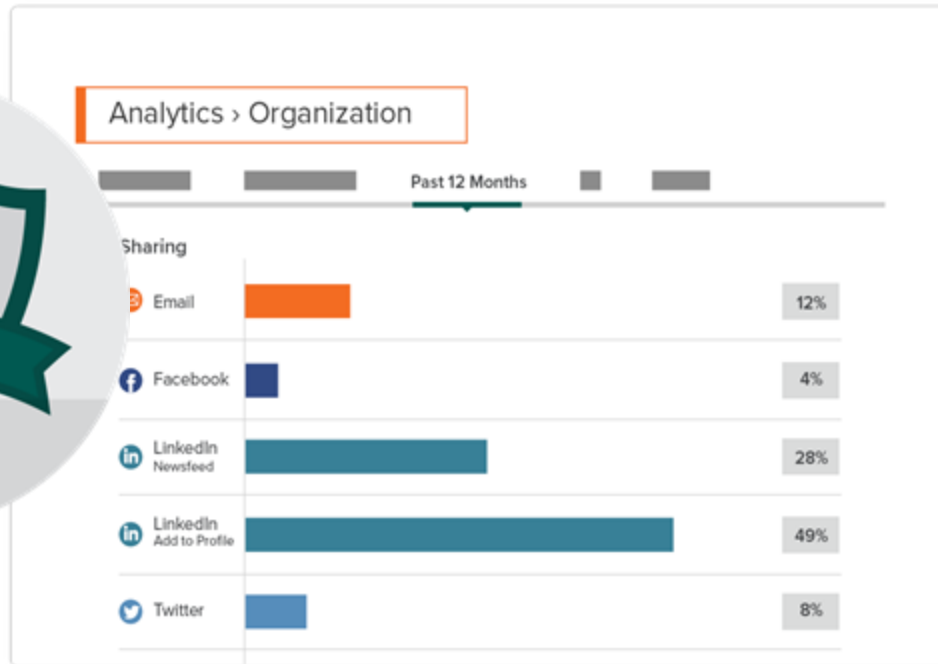 Analytics › Organization
Past 12 Months
Sharing
Email
12%
Facebook
4%
LinkedIn
Newsfeed
28%
LinkedIn
Add to Profile
49%
Twitter
8%